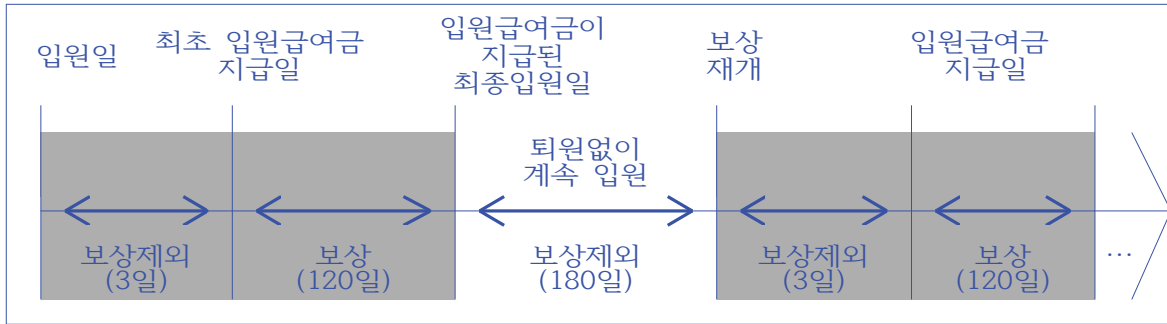 입원일
최초 입원급여금
지급일
입원급여금이
지급된
최종입원일
보상
재개
입원급여금
지급일
퇴원없이
계속 입원
보상제외
(3일)
보상
(120일)
보상제외
(180일)
보상제외
(3일)
보상
(120일)
…